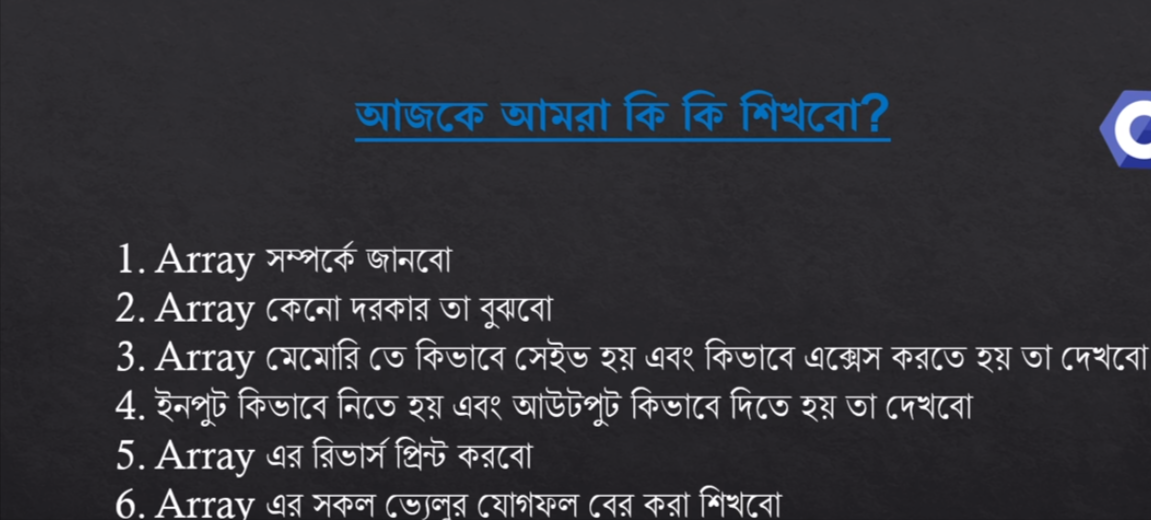 আজকে আমরা কি কি শিখবো?
1. Array সম্পর্কে জানবো
2. Array কেনো দরকার তা বুঝবো
3. Array মেমোরি তে কিভাবে সেইভ হয় এবং কিভাবে এক্সেস করতে হয় তা দেখবো
4. ইনপুট কিভাবে নিতে হয় এবং আউটপুট কিভাবে দিতে হয় তা দেখবো
5. Array এর রিভার্স প্রিন্ট করবো
6. Array এর সকল ভ্যেলুর যোগফল বের করা শিখবো